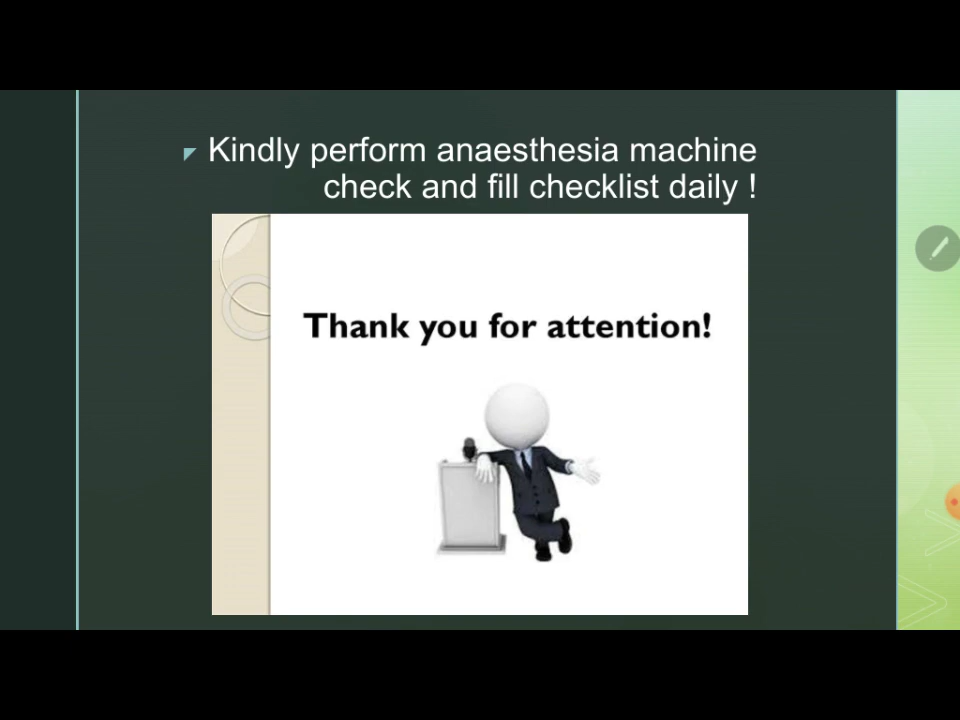 Kindly perform anaesthesia machine
check and fill checklist daily !
Thank you for attention!